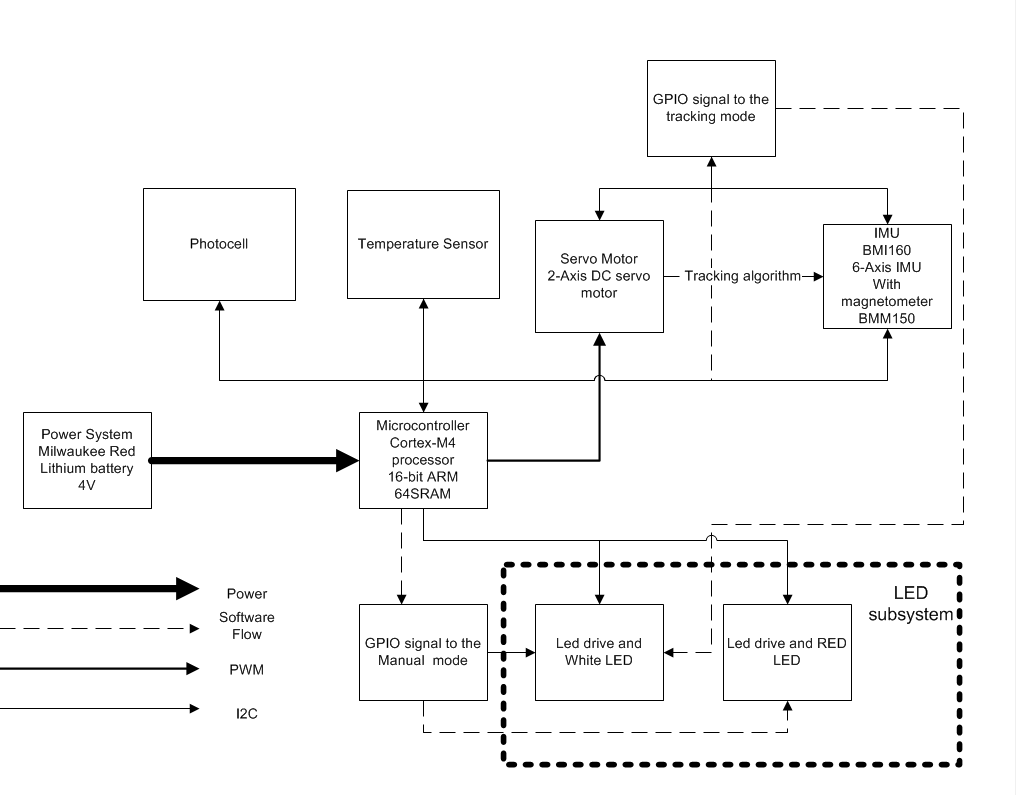 GPIO signal to the
tracking mode
Photocell
Temperature Sensor
Servo Motor
2-Axis DC servo
motor
Tracking algorithm
IMU
BMI160
6-Axis IMU
With
magnetometer
BMM150
Power System
Milwaukee Red
Lithium battery
4V
Microcontroller
Cortex-M4
processor
16-bit ARM
64SRAM
Power
Software
Flow
PWM
I2C
GPIO signal to the
Manual mode
Led drive and
White LED
Led drive and RED
LED
LED
subsystem